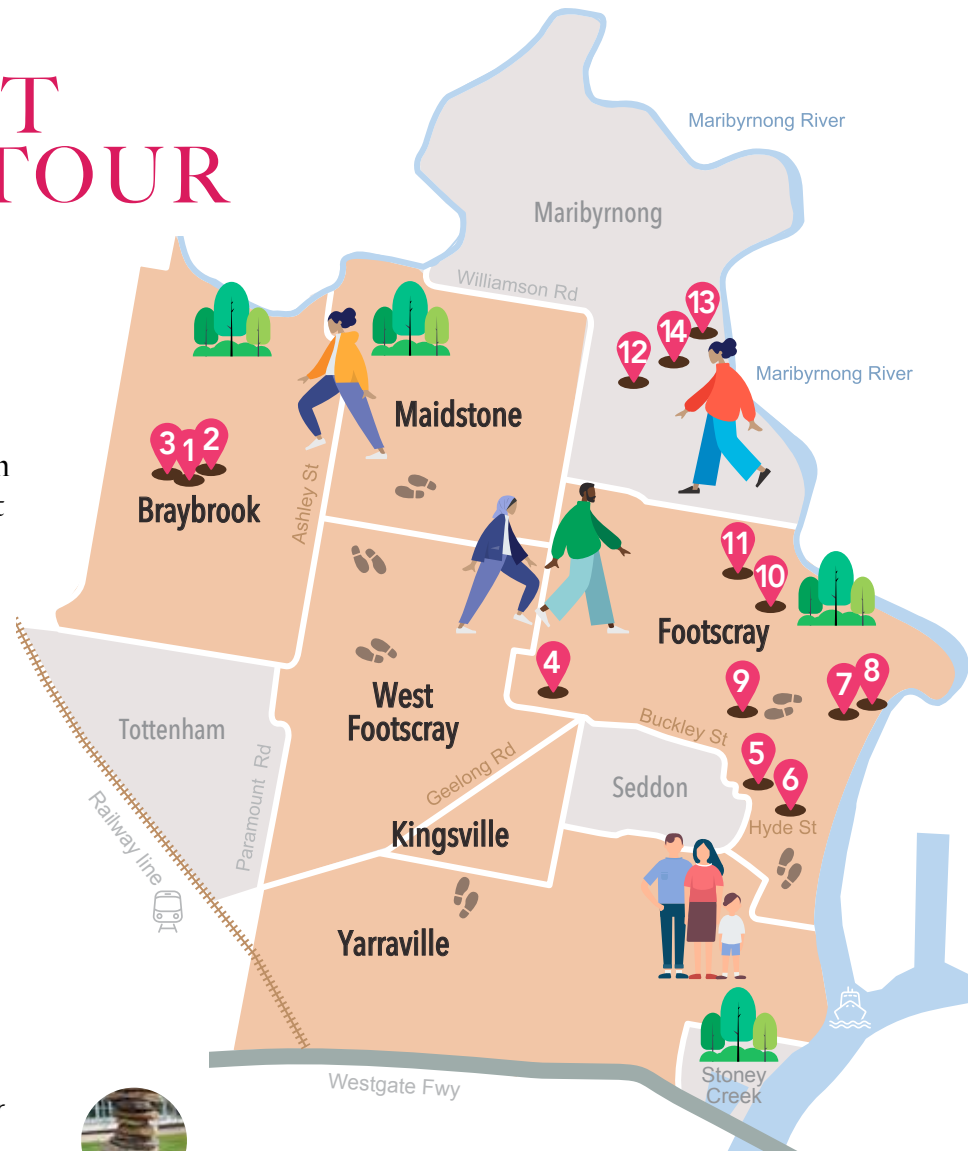 T
TOUR
Maribyrnong River
Maribyrnong
Williamson Rd
13
14
12
Maribyrnong River
Maidstone
3
1
2
n
t
Braybrook
Ashley St
11
10
Footscray
4
9
7
8
West
Footscray
Tottenham
Buckley St
5
6
Geelong Rd
Seddon
Paramount Rd
Railway line
Hyde St
Kingsville
Yarraville
Stoney
Creek
Westgate Fwy